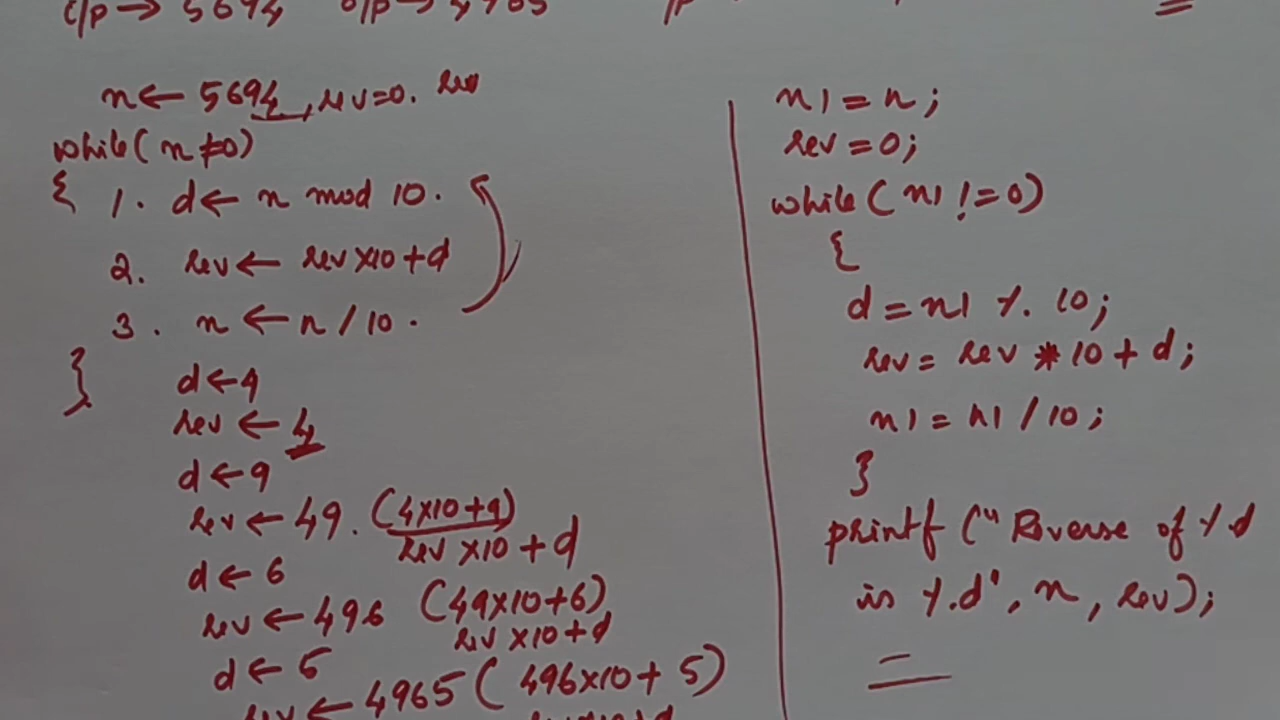 i/p → 5694 o/p → 4965 /p
n ← 5694, rev=0. rev
while( n ≠0)
{ 1. d ← n mod 10.
2. rev ← rev×10+d
3. n ← n / 10.
}
d ← 4
rev ← 4
d ← 9
rev ← 49. (4×10+9)
rev ×10 + d
d ← 6
rev ← 496 (49×10+6)
rev ×10+d
d ← 5
rev ← 4965 ( 496×10+ 5)
n1 = n;
rev = 0;
while( n1 != 0)
{
d = n1 % 10;
rev = rev * 10 + d;
n1 = n1 / 10;
}
printf (" Reverse of %d
is %d", n, rev);